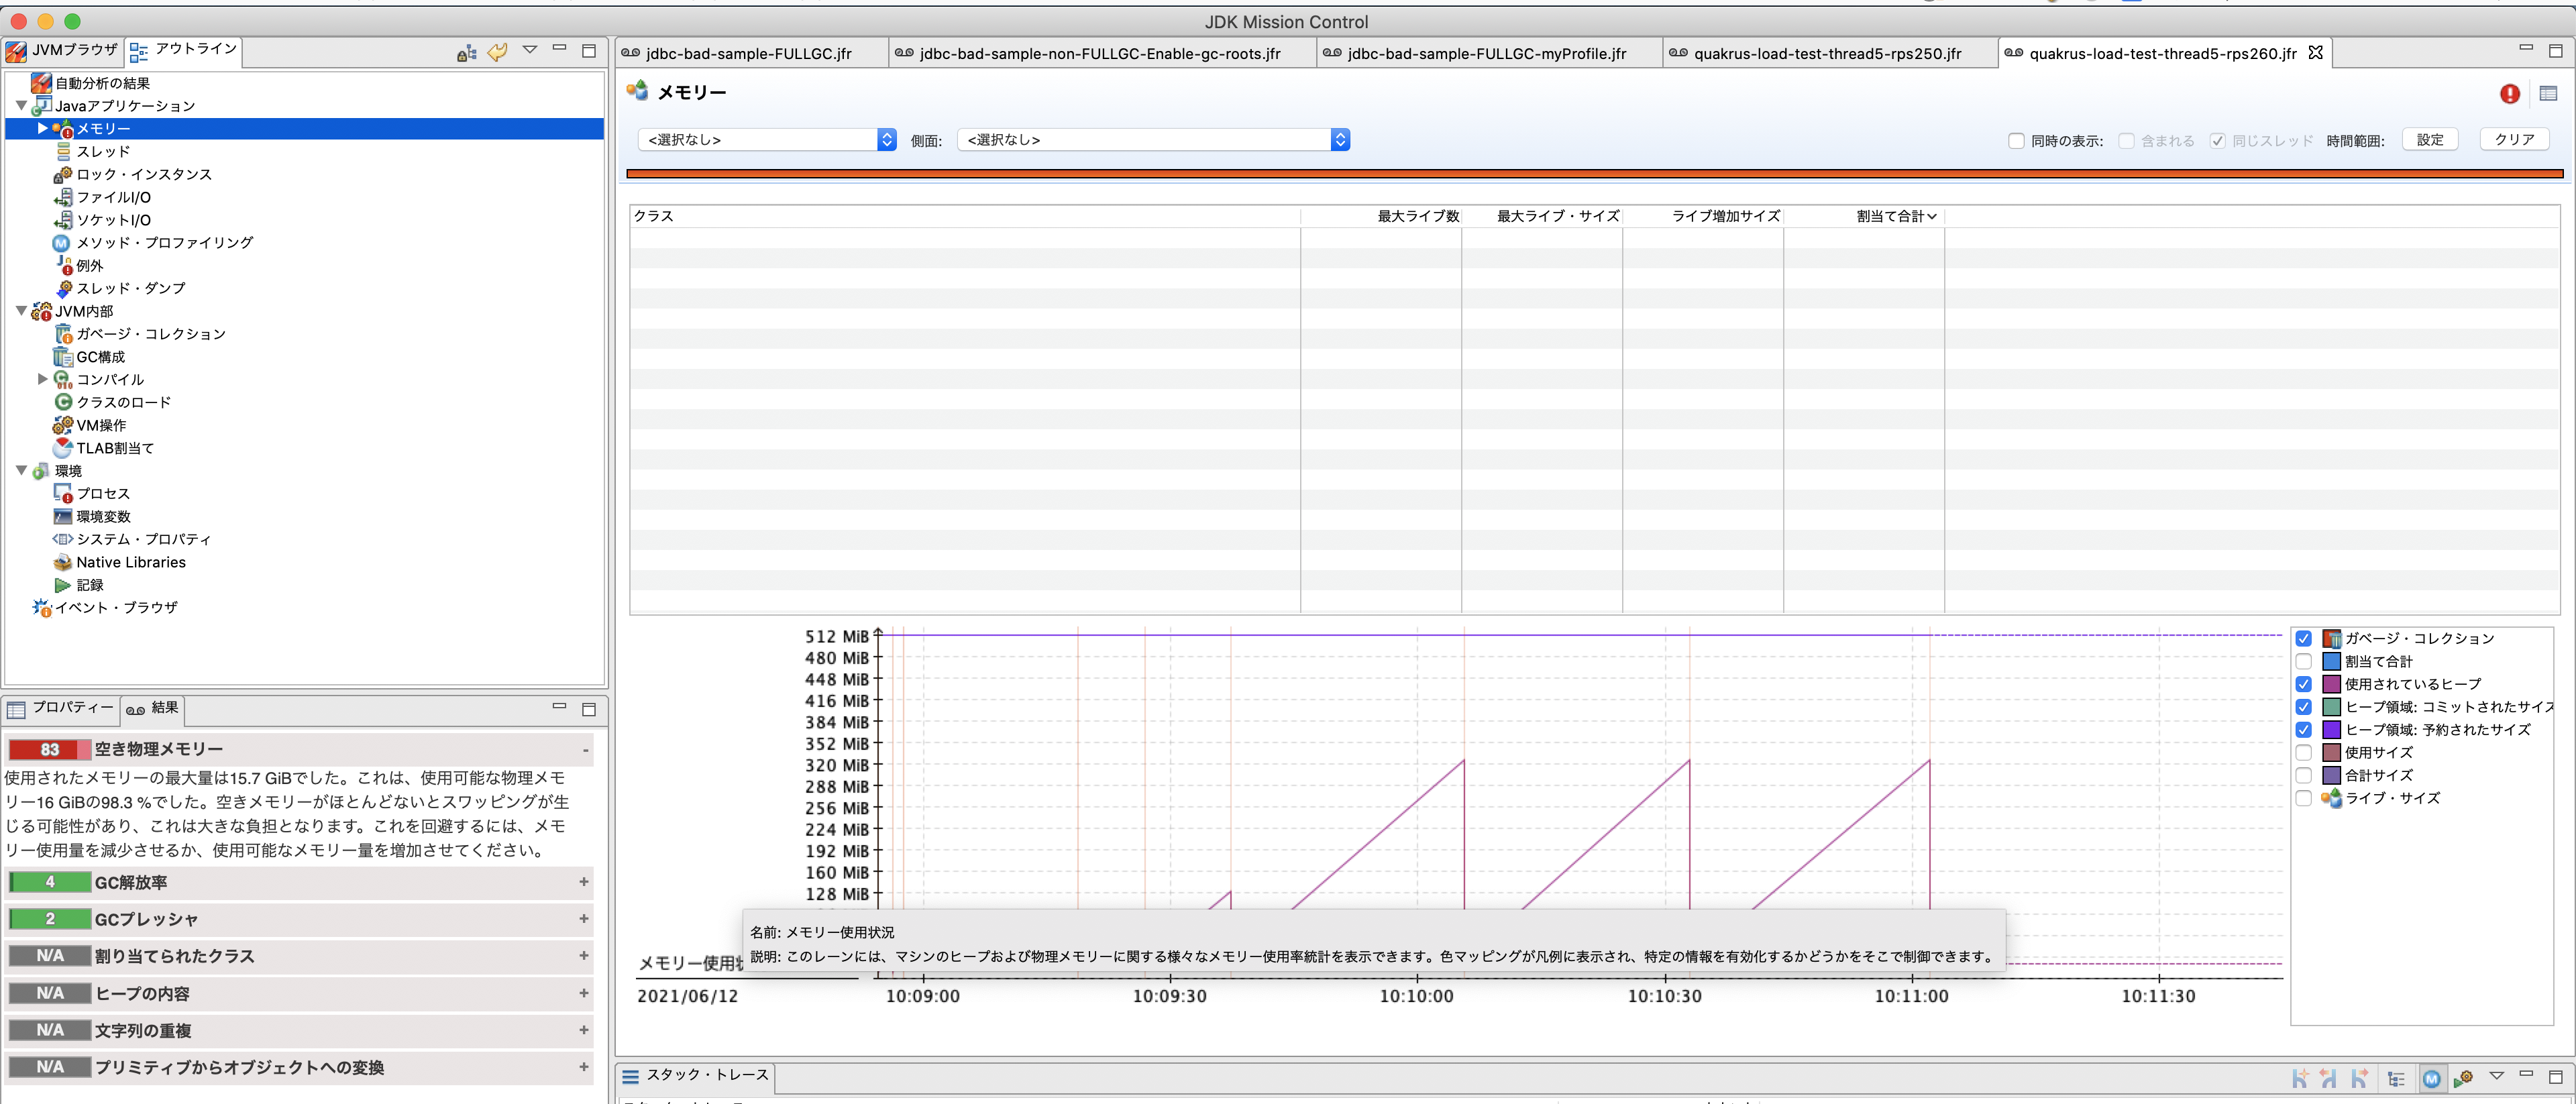 JDK Mission Control
JVMブラウザ
アウトライン
自動分析の結果
Javaアプリケーション
メモリー
スレッド
ロック・インスタンス
ファイルI/O
ソケットI/O
メソッド・プロファイリング
例外
スレッド・ダンプ
JVM内部
ガベージ・コレクション
GC構成
コンパイル
クラスのロード
VM操作
TLAB割当て
環境
プロセス
環境変数
システム・プロパティ
Native Libraries
記録
イベント・ブラウザ
プロパティー
結果
83 空き物理メモリー -
使用されたメモリーの最大量は15.7 GiBでした。これは、使用可能な物理メモ
リー16 GiBの98.3 %でした。空きメモリーがほとんどないとスワッピングが生
じる可能性があり、これは大きな負担となります。これを回避するには、メモ
リー使用量を減少させるか、使用可能なメモリー量を増加させてください。
4 GC解放率 +
2 GCプレッシャ +
N/A 割り当てられたクラス +
N/A ヒープの内容 +
N/A 文字列の重複 +
N/A プリミティブからオブジェクトへの変換 +
jdbc-bad-sample-FULLGC.jfr
jdbc-bad-sample-non-FULLGC-Enable-gc-roots.jfr
jdbc-bad-sample-FULLGC-myProfile.jfr
quakrus-load-test-thread5-rps250.jfr
quakrus-load-test-thread5-rps260.jfr
メモリー
<選択なし> 側面: <選択なし>
同時の表示: 含まれる 同じスレッド 時間範囲: 設定 クリア
クラス 最大ライブ数 最大ライブ・サイズ ライブ増加サイズ 割当て合計
512 MiB
480 MiB
448 MiB
416 MiB
384 MiB
352 MiB
320 MiB
288 MiB
256 MiB
224 MiB
192 MiB
160 MiB
128 MiB
名前: メモリー使用状況
説明: このレーンには、マシンのヒープおよび物理メモリーに関する様々なメモリー使用率統計を表示できます。色マッピングが凡例に表示され、特定の情報を有効化するかどうかをそこで制御できます。
メモリー使用
2021/06/12 10:09:00 10:09:30 10:10:00 10:10:30 10:11:00 10:11:30
ガベージ・コレクション
割当て合計
使用されているヒープ
ヒープ領域: コミットされたサイズ
ヒープ領域: 予約されたサイズ
使用サイズ
合計サイズ
ライブ・サイズ
スタック・トレース